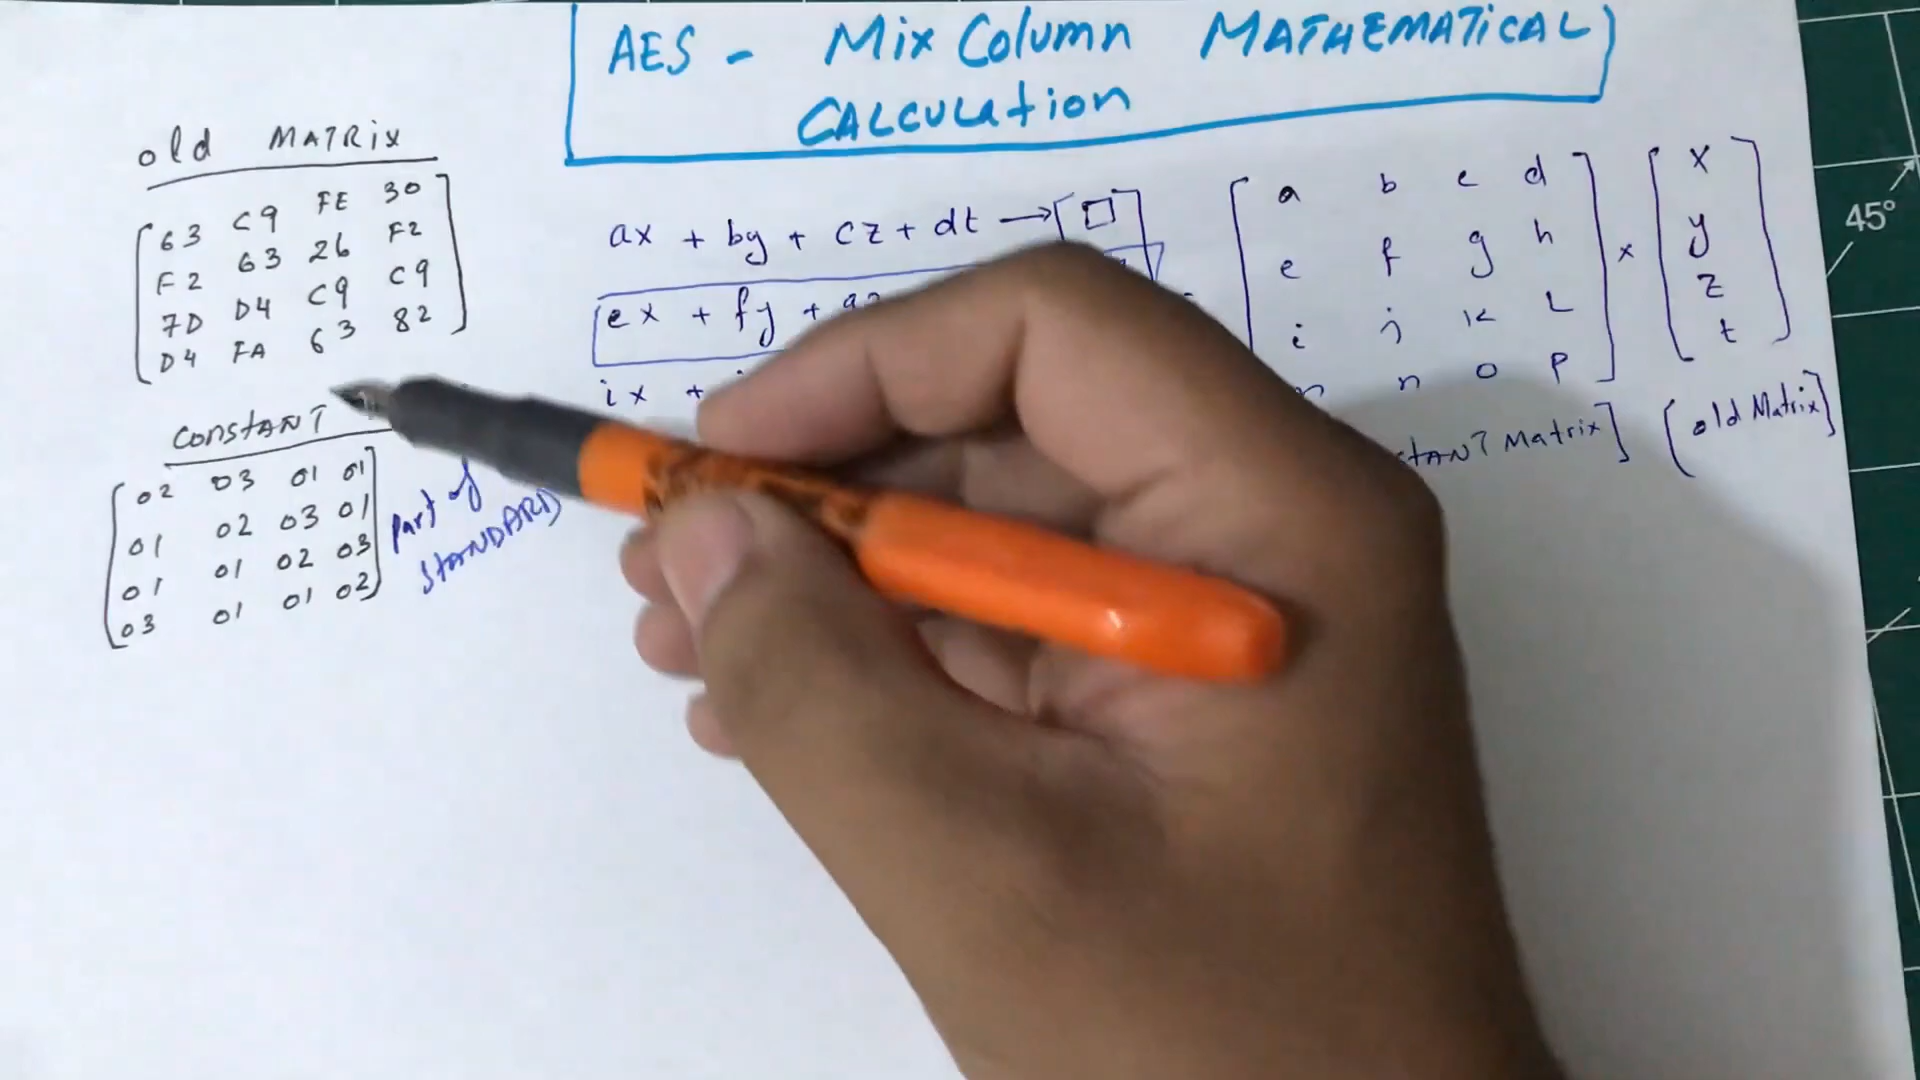 AES - Mix Column MATHEMATICAL
CALCULATION
old MATRIX
63 C9 FE 30
F2 63 26 F2
7D D4 C9 C9
D4 FA 63 82
CONSTANT
02 03 01 01
01 02 03 01
01 01 02 03
03 01 01 02
Part of
STANDARD
ax + by + cz + dt →
ex + fy +
ix +
a b c d
e f g h
i j k L
n o p
×
x
y
z
t
Matrix]
[old Matrix]
45°